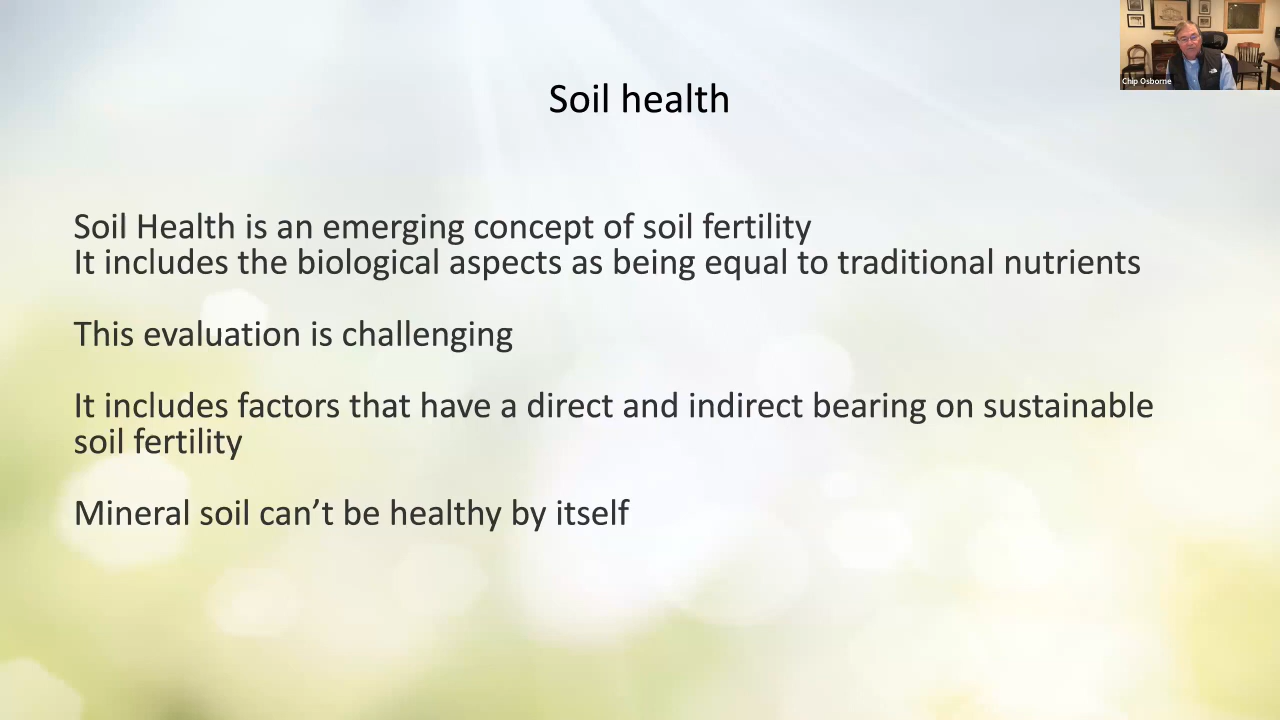 Chip Osborne
Soil health
Soil Health is an emerging concept of soil fertility
It includes the biological aspects as being equal to traditional nutrients
This evaluation is challenging
It includes factors that have a direct and indirect bearing on sustainable
soil fertility
Mineral soil can’t be healthy by itself